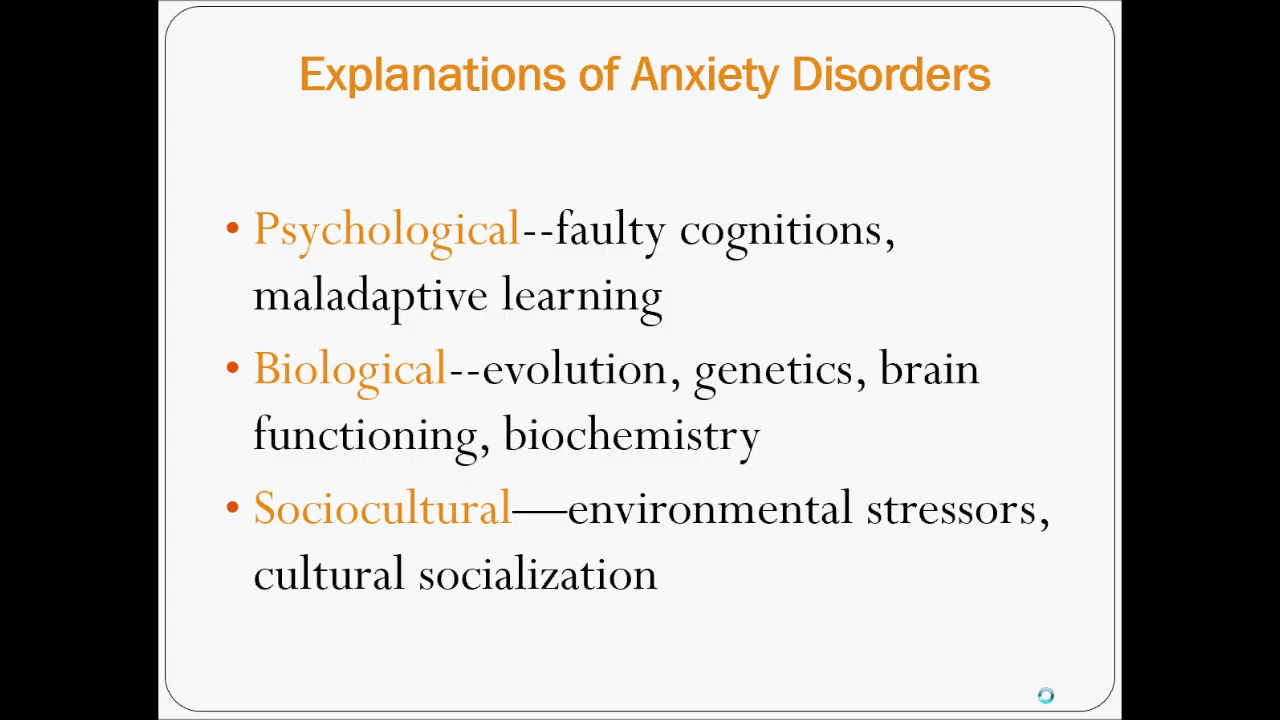 Explanations of Anxiety Disorders
• Psychological--faulty cognitions,
maladaptive learning
• Biological--evolution, genetics, brain
functioning, biochemistry
• Sociocultural—environmental stressors,
cultural socialization